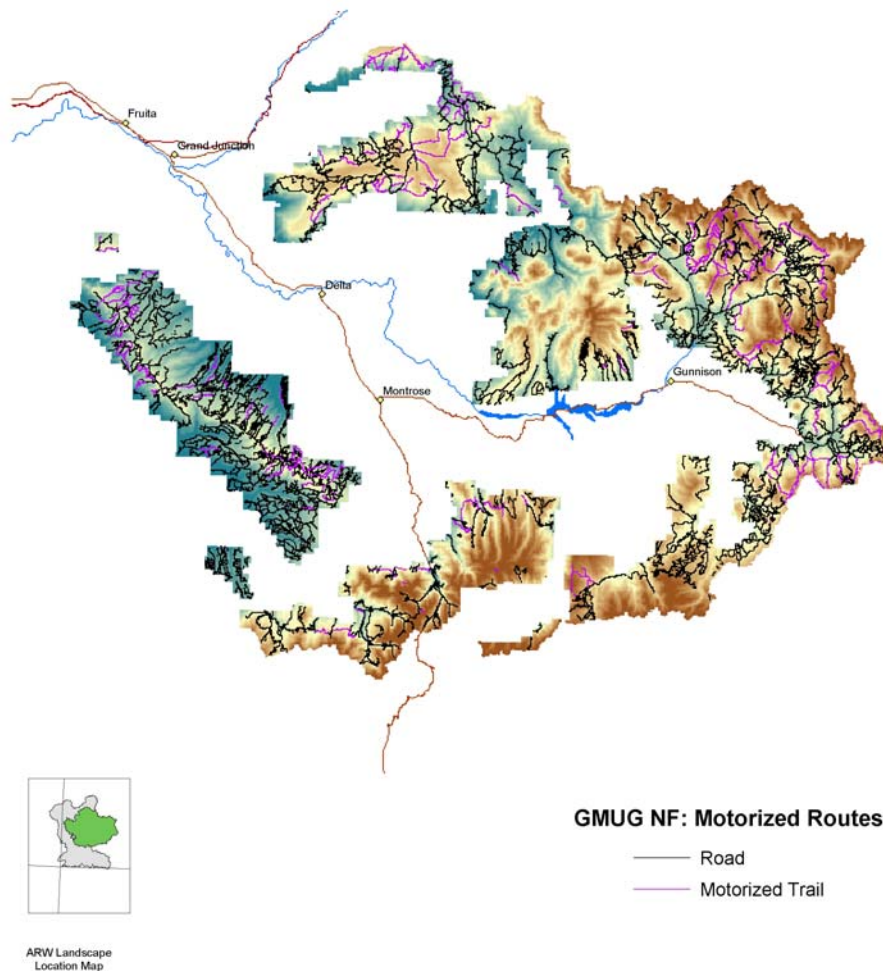 Fruita
Grand Junction
Delta
Montrose
Gunnison
GMUG NF: Motorized Routes
Road
Motorized Trail
ARW Landscape
Location Map